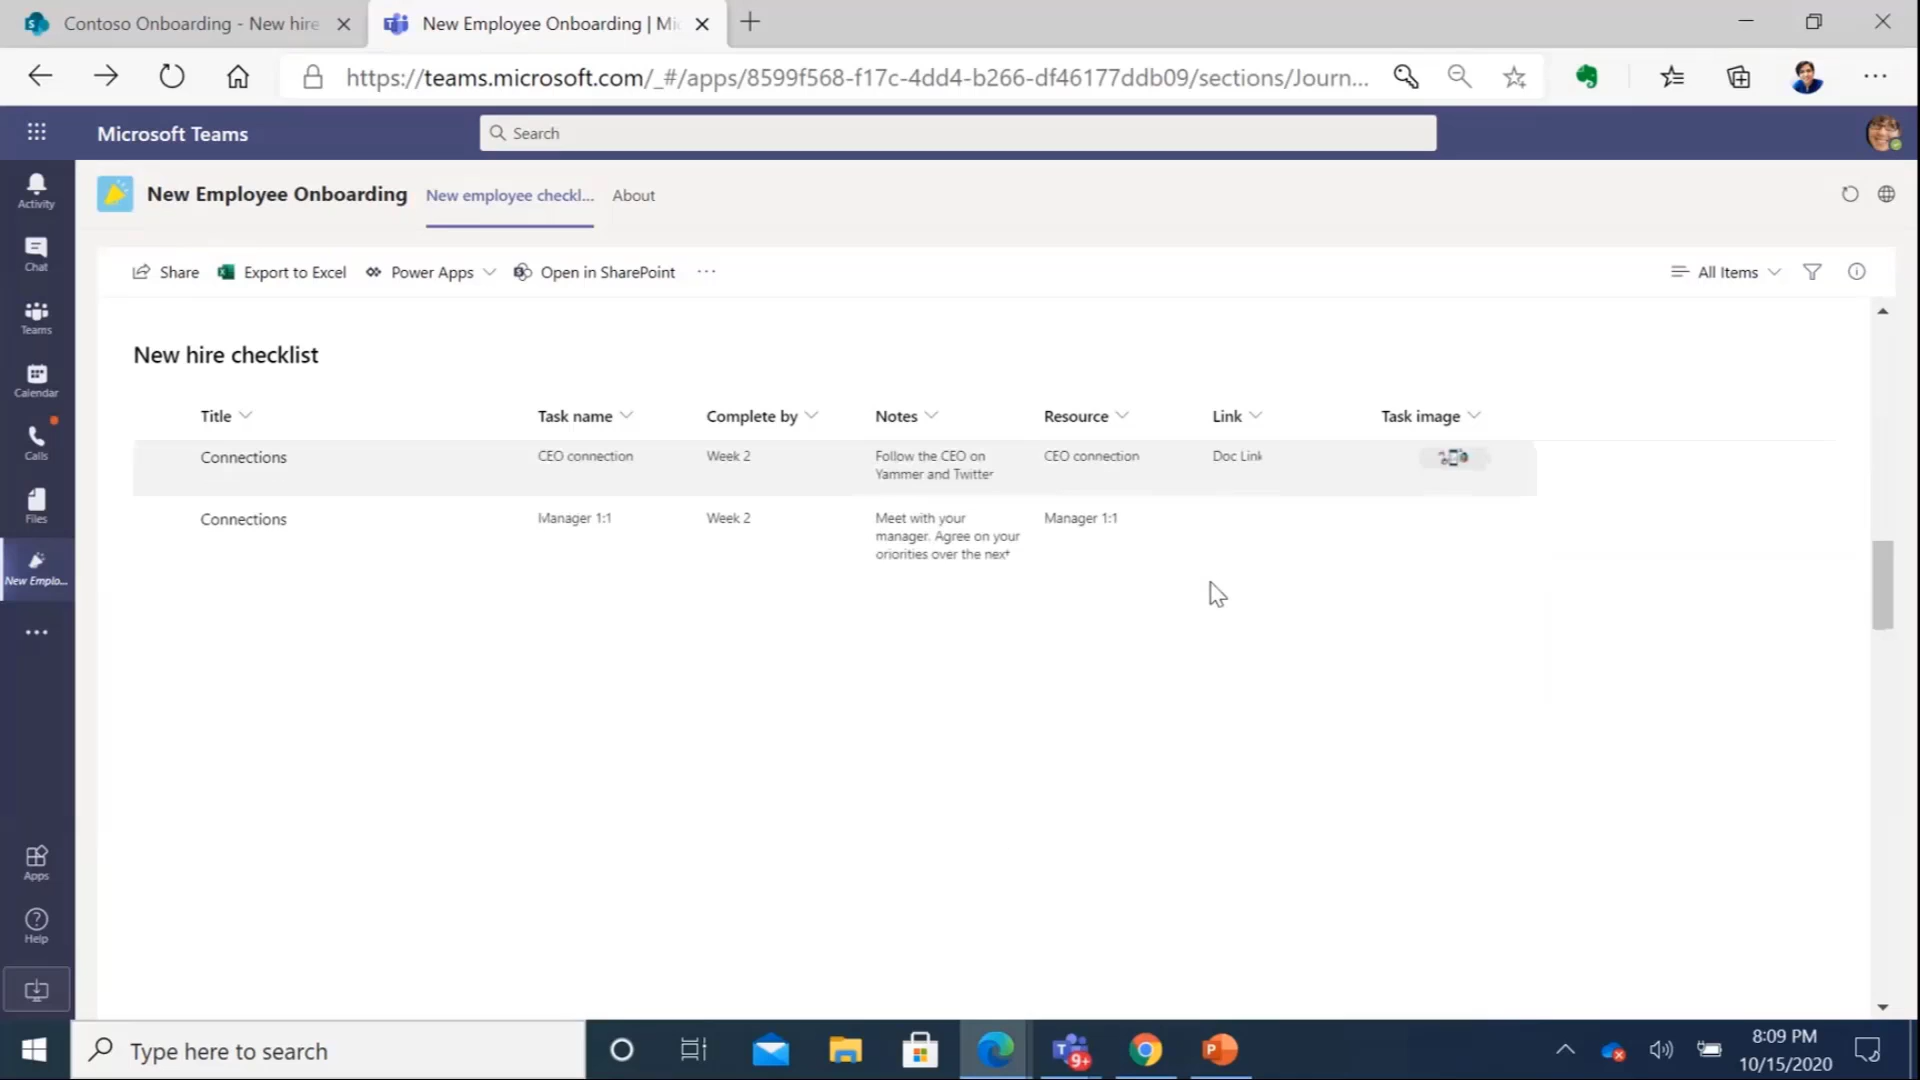 Contoso Onboarding - New hire
New Employee Onboarding | Mi
https://teams.microsoft.com/_#/apps/8599f568-f17c-4dd4-b266-df46177ddb09/sections/Journ...
Microsoft Teams
Search
Activity
Chat
Teams
Calendar
Calls
Files
New Emplo...
Apps
Help
New Employee Onboarding
New employee checkl...
About
Share
Export to Excel
Power Apps
Open in SharePoint
All Items
New hire checklist
Title
Task name
Complete by
Notes
Resource
Link
Task image
Connections
CEO connection
Week 2
Follow the CEO on
Yammer and Twitter
CEO connection
Doc Link
Connections
Manager 1:1
Week 2
Meet with your
manager. Agree on your
priorities over the next
Manager 1:1
Type here to search
9+
8:09 PM
10/15/2020